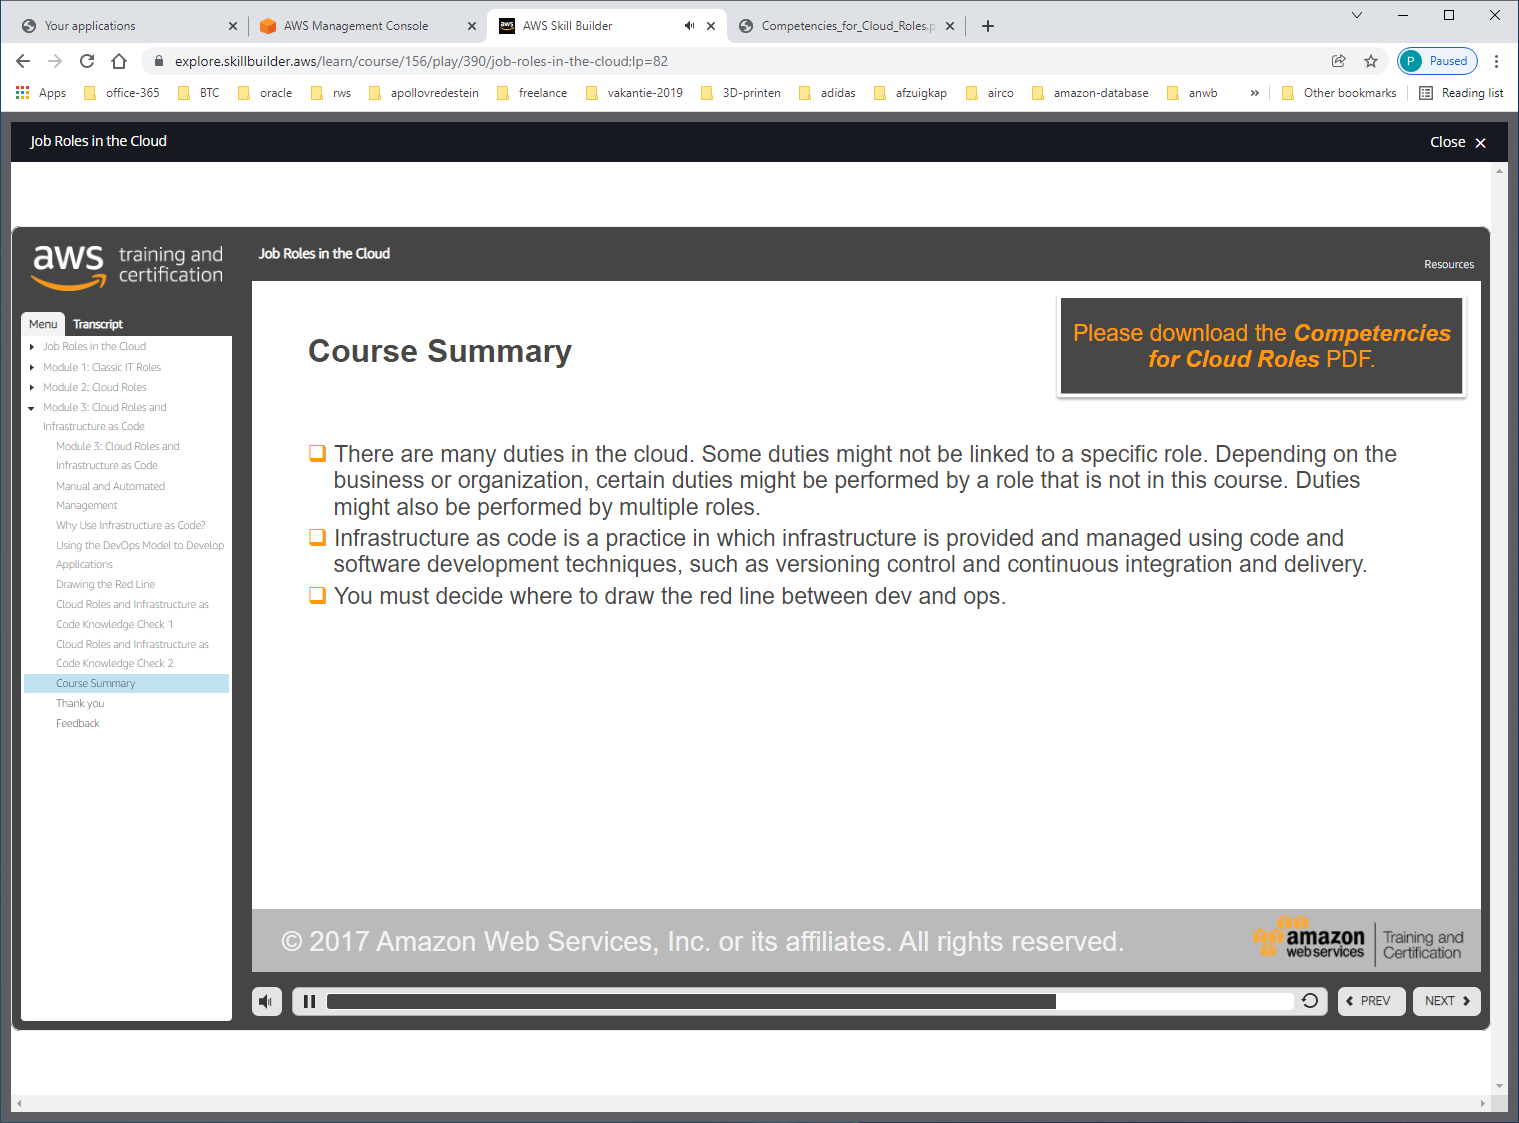 Your applications
AWS Management Console
AWS Skill Builder
Competencies_for_Cloud_Roles.p
explore.skillbuilder.aws/learn/course/156/play/390/job-roles-in-the-cloud;lp=82
P Paused
Apps office-365 BTC oracle rws apollovredestein freelance vakantie-2019 3D-printen adidas afzuigkap airco amazon-database anwb » Other bookmarks Reading list
Job Roles in the Cloud
Close
aws training and
certification
Job Roles in the Cloud
Resources
Menu Transcript
Job Roles in the Cloud
Module 1: Classic IT Roles
Module 2: Cloud Roles
Module 3: Cloud Roles and
Infrastructure as Code
Module 3: Cloud Roles and
Infrastructure as Code
Manual and Automated
Management
Why Use Infrastructure as Code?
Using the DevOps Model to Develop
Applications
Drawing the Red Line
Cloud Roles and Infrastructure as
Code Knowledge Check 1
Cloud Roles and Infrastructure as
Code Knowledge Check 2
Course Summary
Thank you
Feedback
Please download the Competencies
for Cloud Roles PDF.
Course Summary
There are many duties in the cloud. Some duties might not be linked to a specific role. Depending on the
business or organization, certain duties might be performed by a role that is not in this course. Duties
might also be performed by multiple roles.
Infrastructure as code is a practice in which infrastructure is provided and managed using code and
software development techniques, such as versioning control and continuous integration and delivery.
You must decide where to draw the red line between dev and ops.
© 2017 Amazon Web Services, Inc. or its affiliates. All rights reserved.
amazon
webservices
Training and
Certification
PREV
NEXT